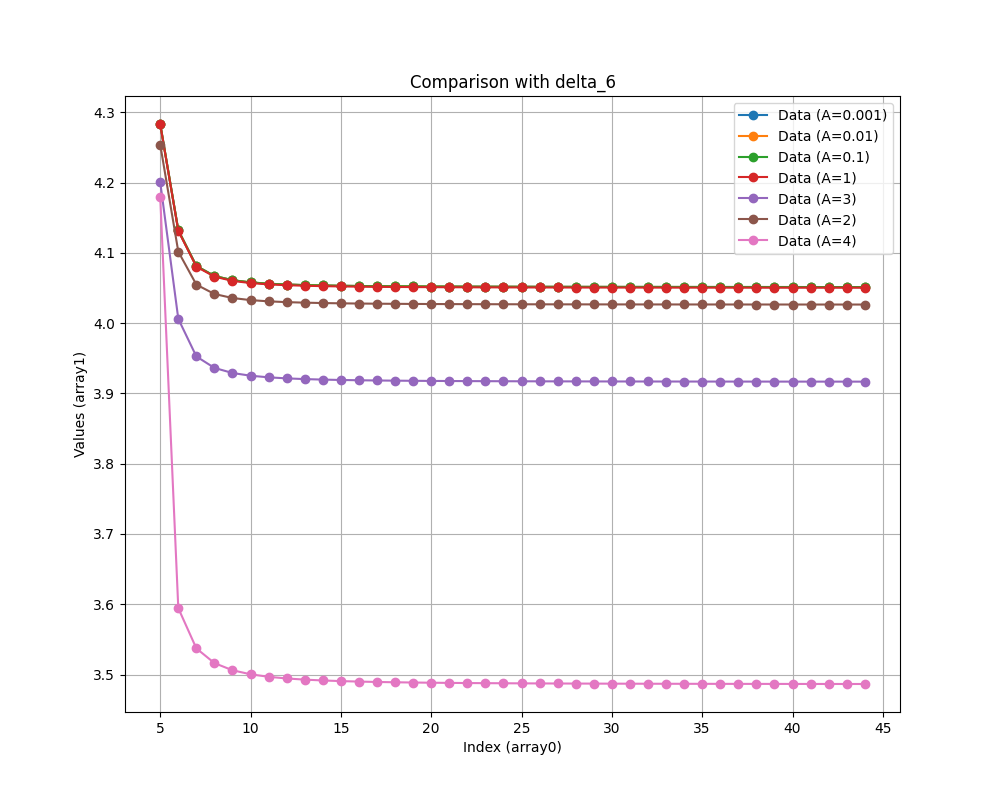 Comparison with delta_6
Values (array1)
4.3
4.2
4.1
4.0
3.9
3.8
3.7
3.6
3.5
Data (A=0.001)
Data (A=0.01)
Data (A=0.1)
Data (A=1)
Data (A=3)
Data (A=2)
Data (A=4)
5 10 15 20 25 30 35 40 45
Index (array0)